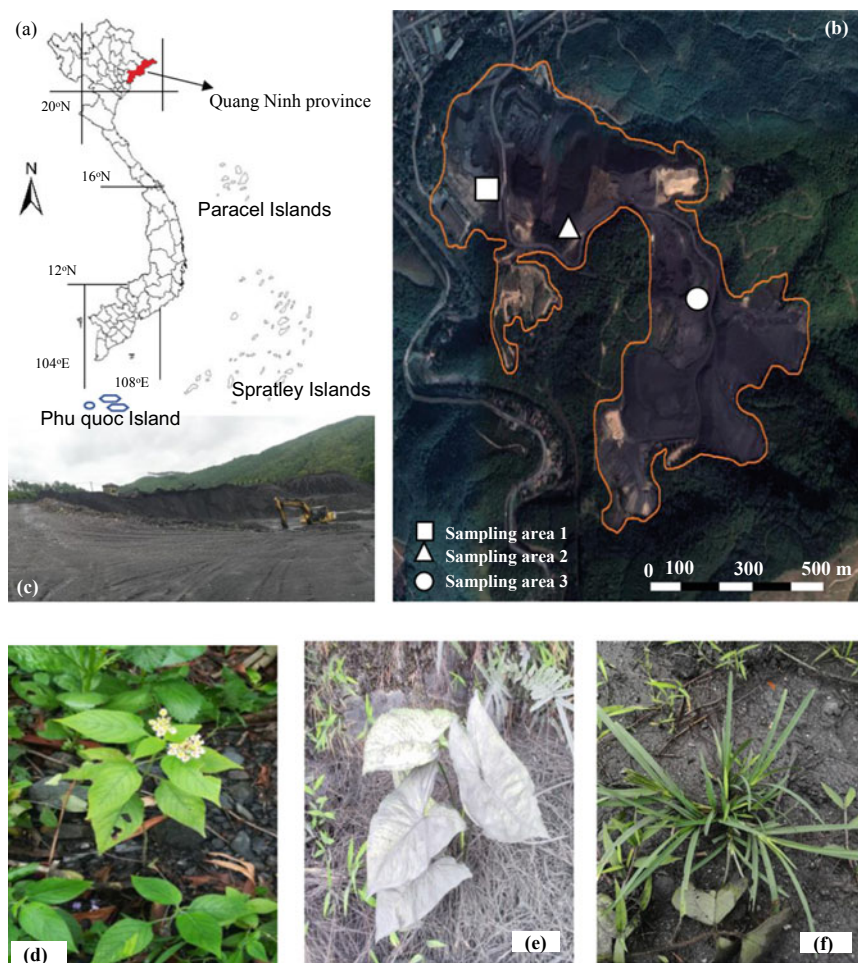 (a)
Quang Ninh province
20°N
N
16°N
Paracel Islands
12°N
104°E
108°E
Spratley Islands
Phu quoc Island
(c)
(b)
Sampling area 1
Sampling area 2
Sampling area 3
0 100 300 500 m
(d)
(e)
(f)